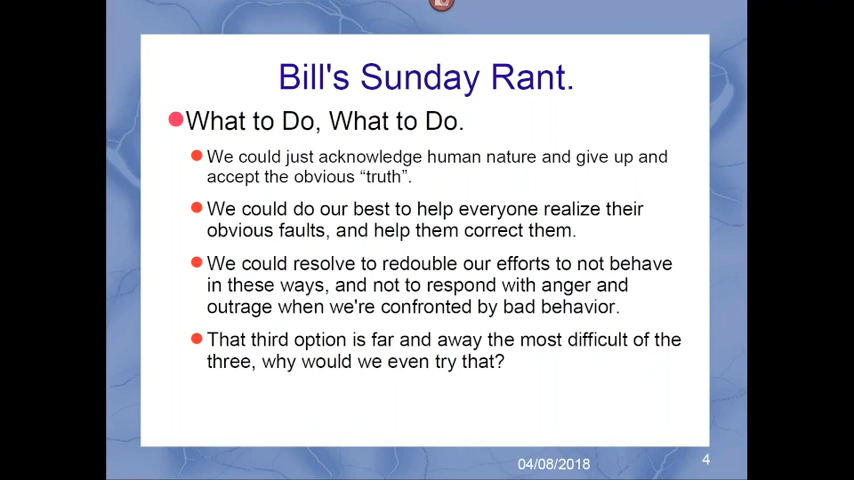 Bill's Sunday Rant.
What to Do, What to Do.
We could just acknowledge human nature and give up and
accept the obvious “truth”.
We could do our best to help everyone realize their
obvious faults, and help them correct them.
We could resolve to redouble our efforts to not behave
in these ways, and not to respond with anger and
outrage when we're confronted by bad behavior.
That third option is far and away the most difficult of the
three, why would we even try that?
04/08/2018
4